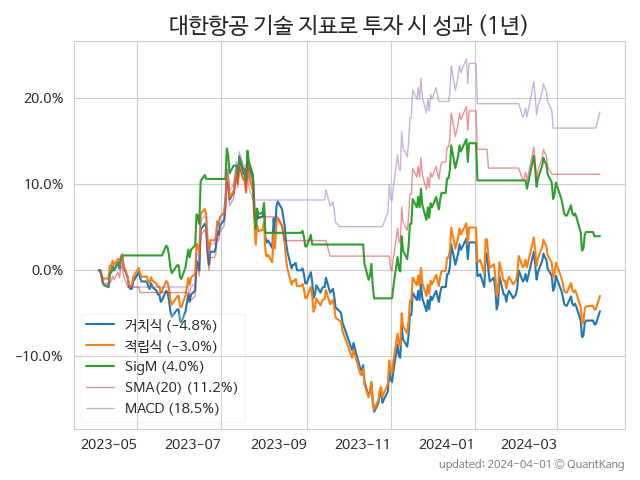 대한항공 기술 지표로 투자 시 성과 (1년)
20.0%
10.0%
0.0%
−10.0%
거치식 (−4.8%)
적립식 (−3.0%)
SigM (4.0%)
SMA(20) (11.2%)
MACD (18.5%)
2023-05 2023-07 2023-09 2023-11 2024-01 2024-03
updated: 2024-04-01 © QuantKang